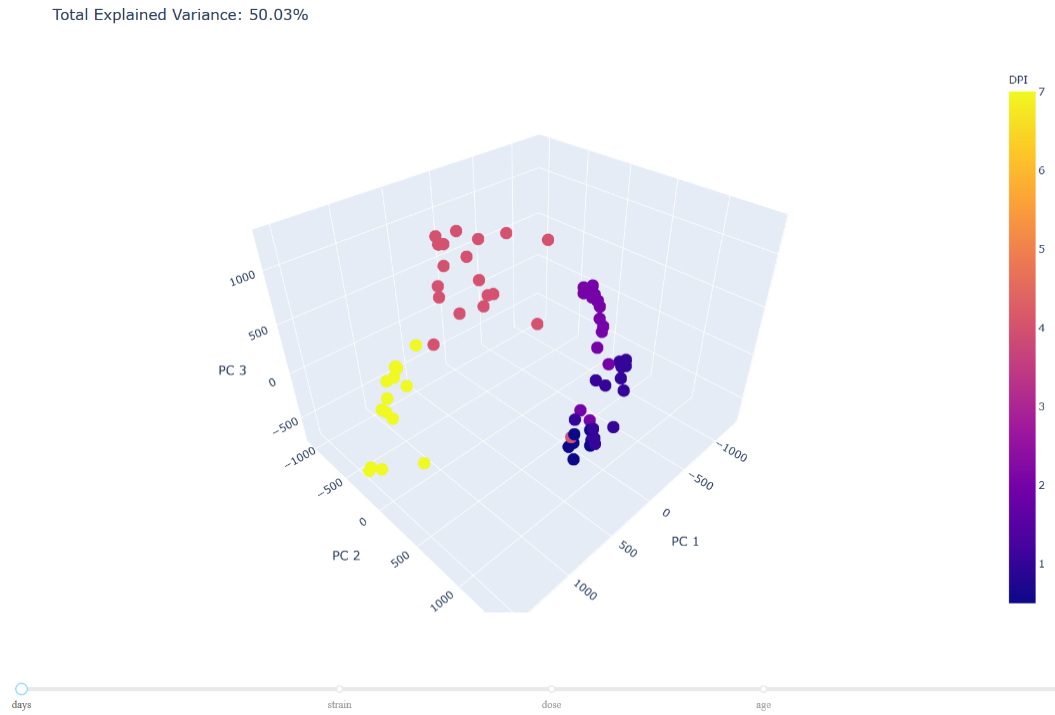 Total Explained Variance: 50.03%
DPI
7
6
5
4
3
2
1
1000
500
0
−500
PC 3
−1000
−500
0
500
1000
PC 2
−1000
−500
0
500
1000
PC 1
days
strain
dose
age